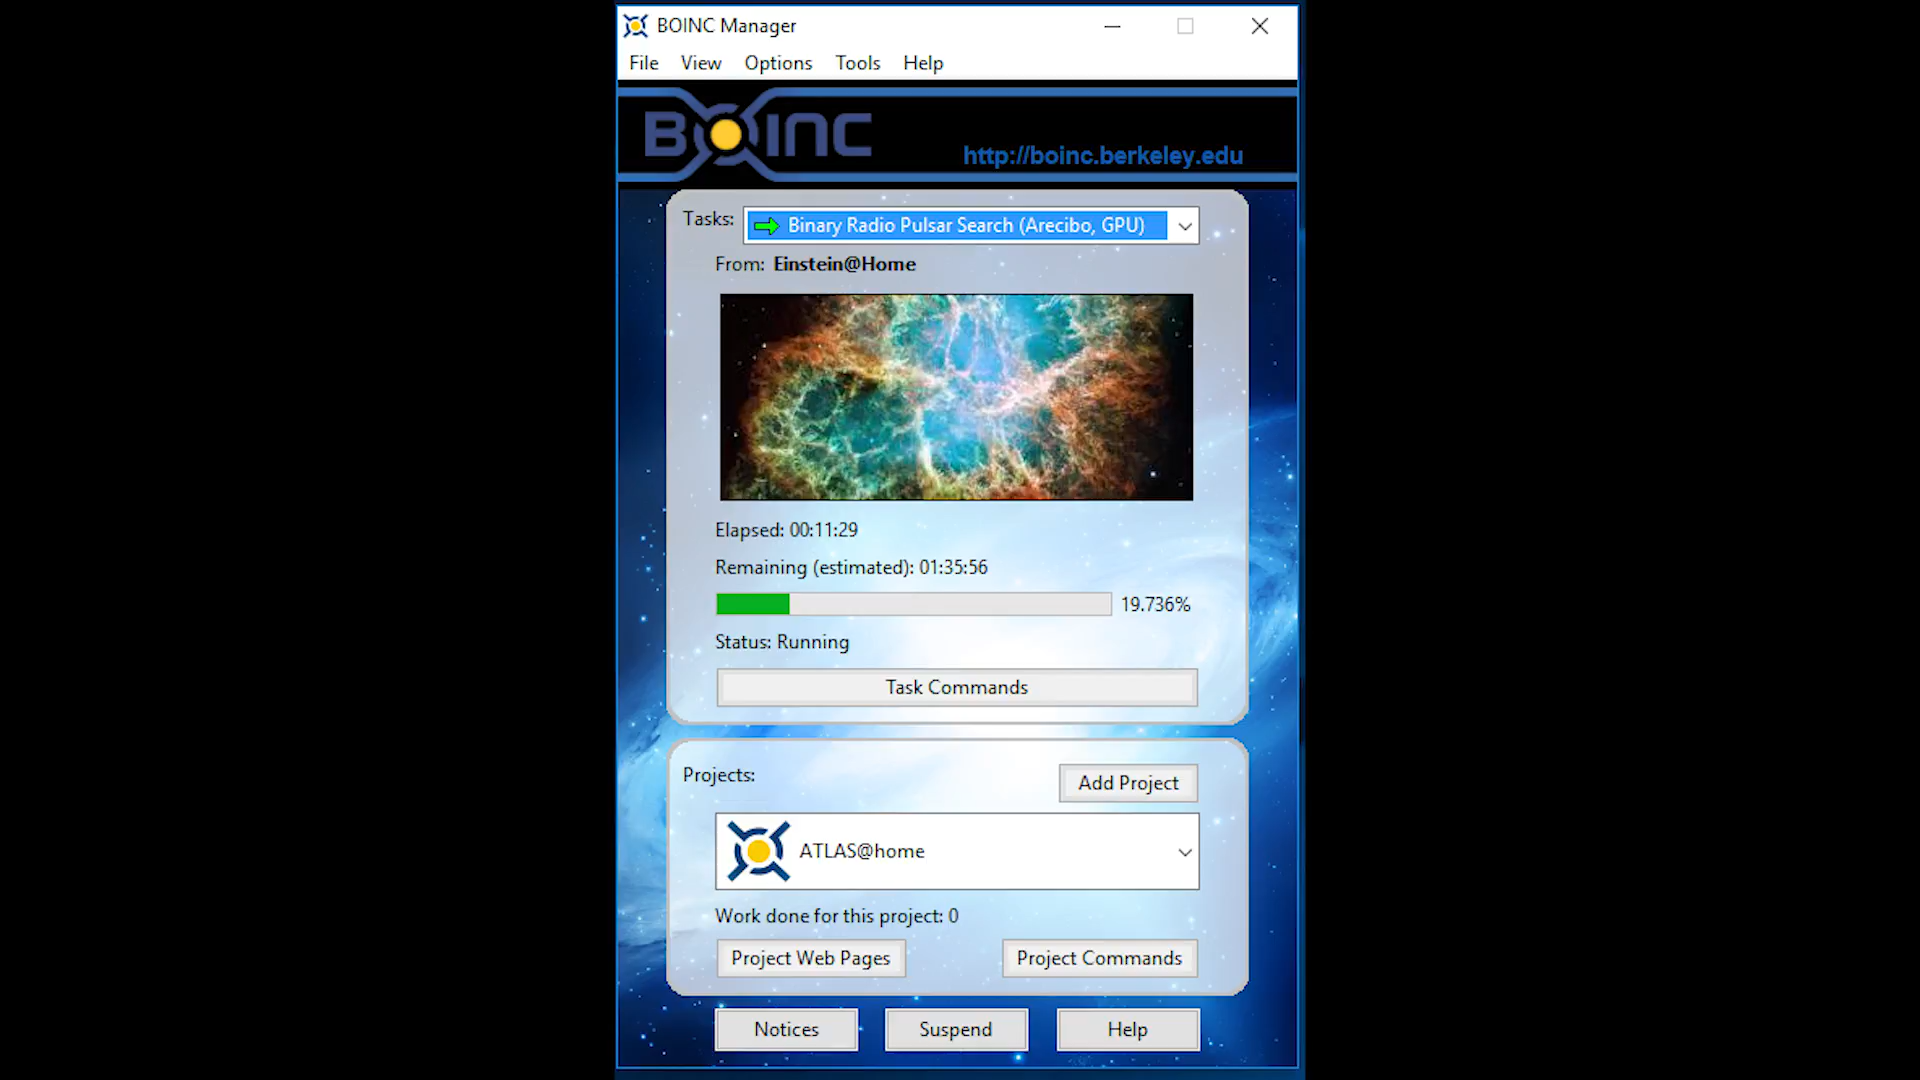 BOINC Manager
File View Options Tools Help
BOINC
http://boinc.berkeley.edu
Tasks: Binary Radio Pulsar Search (Arecibo, GPU)
From: Einstein@Home
Elapsed: 00:11:29
Remaining (estimated): 01:35:56
19.736%
Status: Running
Task Commands
Projects: Add Project
ATLAS@home
Work done for this project: 0
Project Web Pages Project Commands
Notices Suspend Help